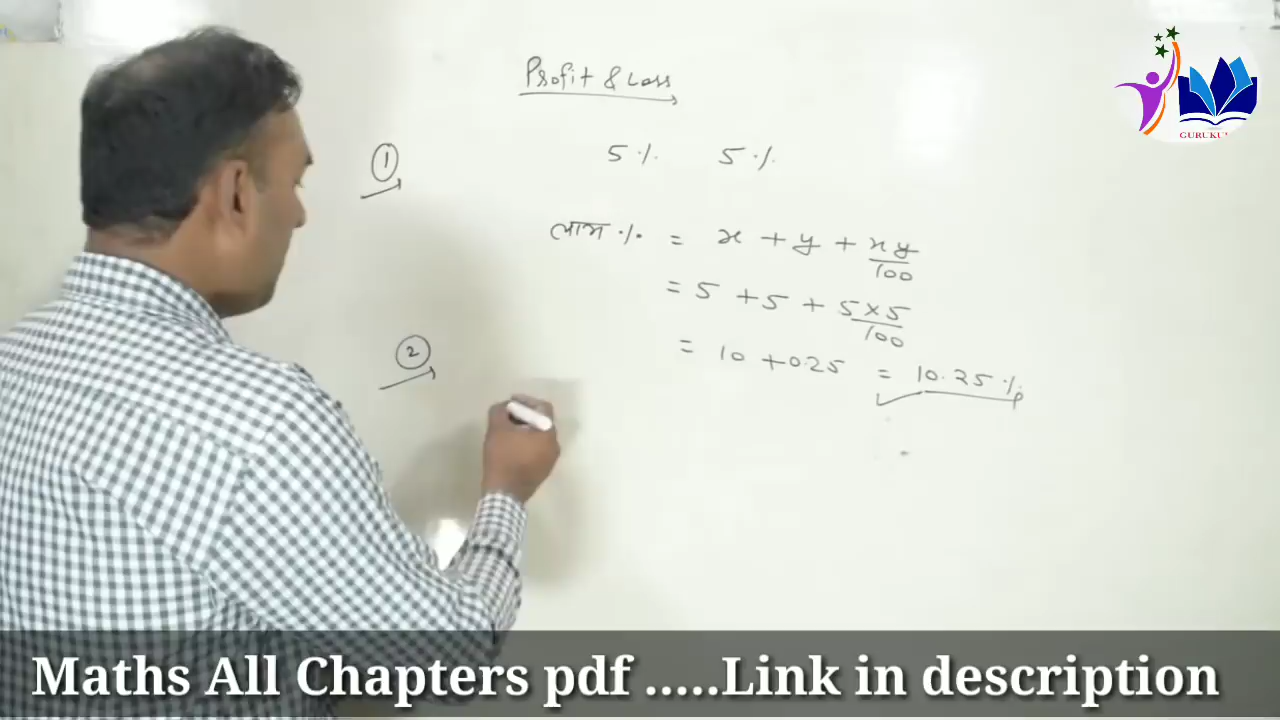 Profit & Loss
① 5% 5%
लाभ % = x + y + xy/100
= 5 + 5 + 5×5/100
② = 10 + 0.25 = 10.25%
GURUKU
Maths All Chapters pdf .....Link in description